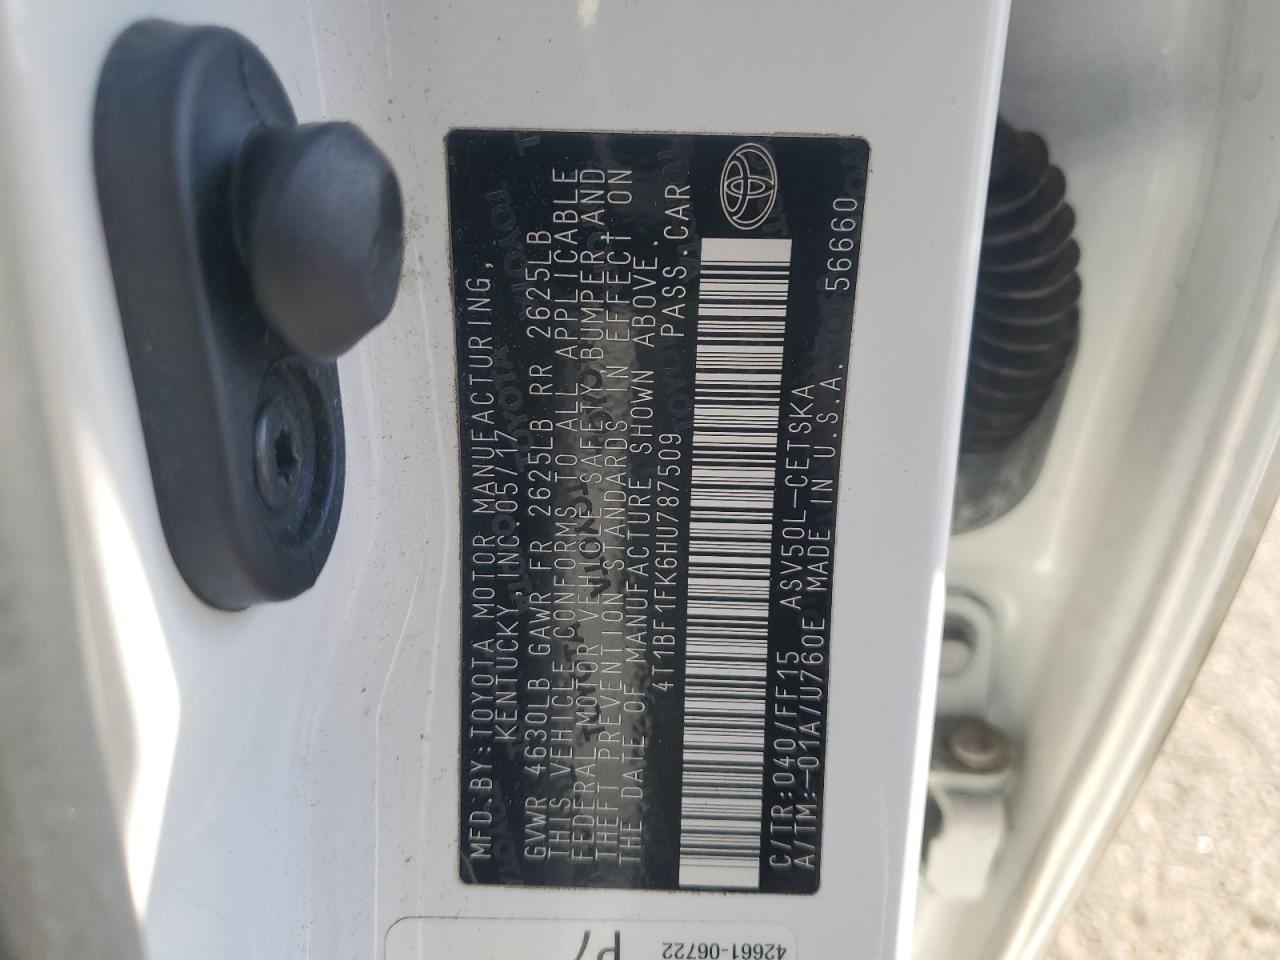 MFD.BY:TOYOTA MOTOR MANUFACTURING,
KENTUCKY,INC.05/17
GVWR 4630LB GAWR FR 2625LB RR 2625LB
THIS VEHICLE CONFORMS TO ALL APPLICABLE
FEDERAL MOTOR VEHICLE SAFETY,BUMPER,AND
THEFT PREVENTION STANDARDS IN EFFECT ON
THE DATE OF MANUFACTURE SHOWN ABOVE.
4T1BF1FK6HU787509 PASS.CAR
C/TR:040/FF15 ASV50L-CETSKA
A/TM:-01A/U760E MADE IN U.S.A. 56660
42661-06722